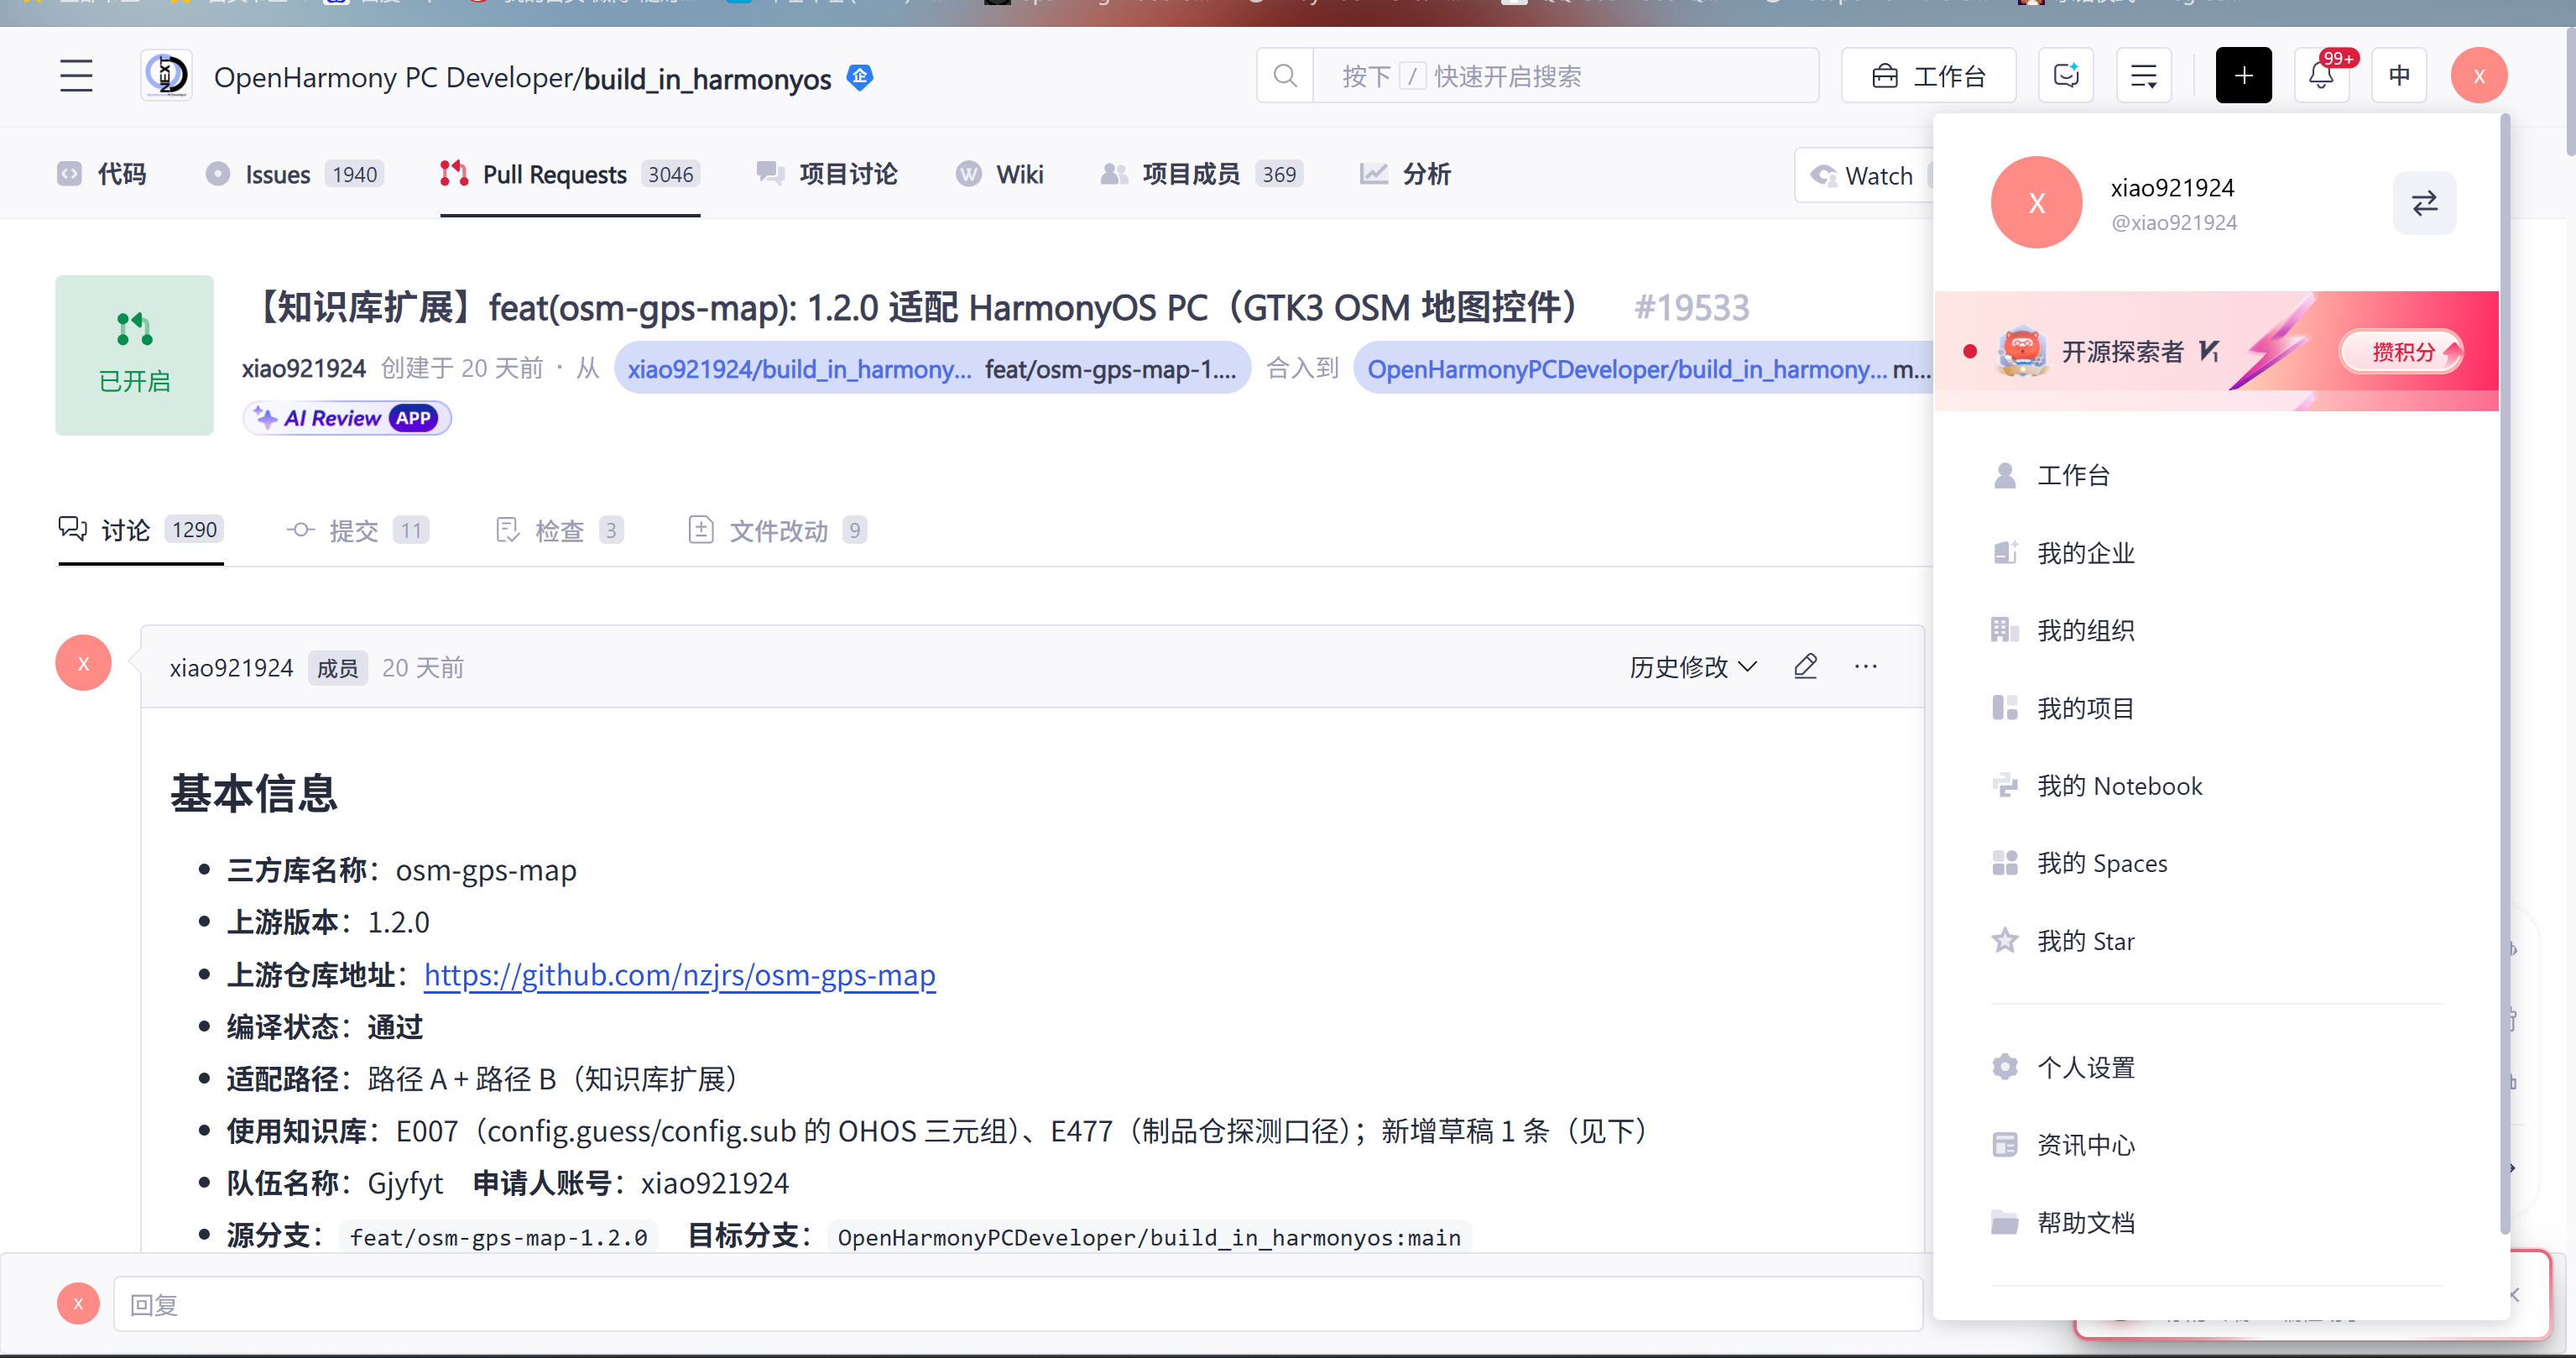 OpenHarmony PC Developer/build_in_harmonyos 企
按下 / 快速开启搜索
工作台
99+
中
X
代码
Issues 1940
Pull Requests 3046
项目讨论
Wiki
项目成员 369
分析
Watch
已开启
【知识库扩展】feat(osm-gps-map): 1.2.0 适配 HarmonyOS PC（GTK3 OSM 地图控件） #19533
xiao921924 创建于 20 天前 · 从 xiao921924/build_in_harmony... feat/osm-gps-map-1.... 合入到 OpenHarmonyPCDeveloper/build_in_harmony... m...
AI Review APP
讨论 1290
提交 11
检查 3
文件改动 9
X
xiao921924 成员 20 天前
历史修改
基本信息
三方库名称：osm-gps-map
上游版本：1.2.0
上游仓库地址：https://github.com/nzjrs/osm-gps-map
编译状态：通过
适配路径：路径 A + 路径 B（知识库扩展）
使用知识库：E007（config.guess/config.sub 的 OHOS 三元组）、E477（制品仓探测口径）；新增草稿 1 条（见下）
队伍名称：Gjyfyt 申请人账号：xiao921924
源分支：feat/osm-gps-map-1.2.0 目标分支：OpenHarmonyPCDeveloper/build_in_harmonyos:main
X
回复
X
xiao921924
@xiao921924
开源探索者 V1
攒积分
工作台
我的企业
我的组织
我的项目
我的 Notebook
我的 Spaces
我的 Star
个人设置
资讯中心
帮助文档